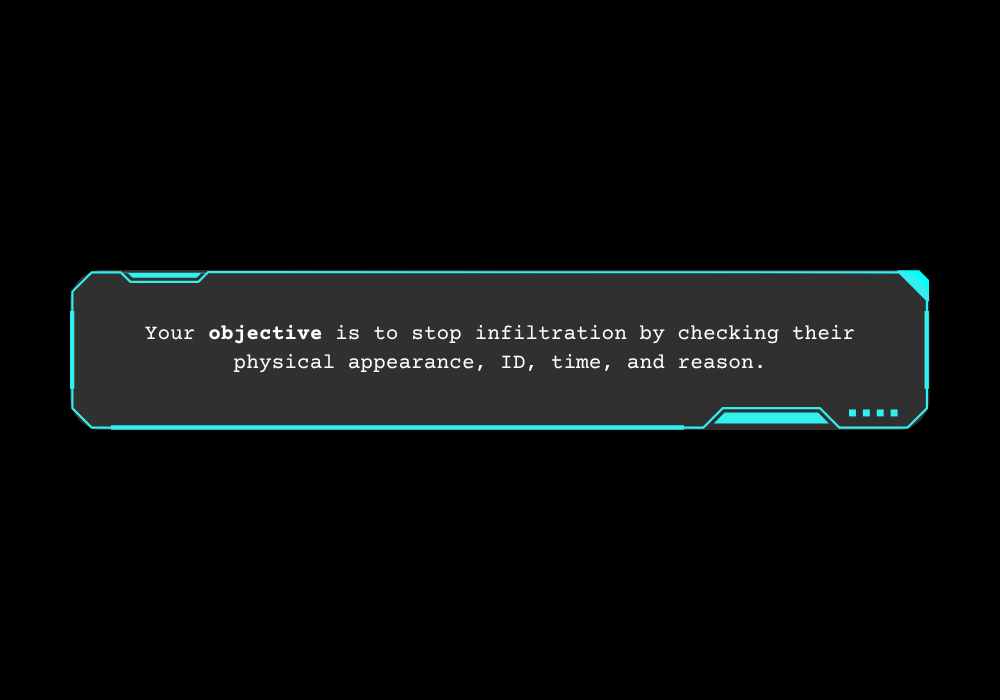 Your objective is to stop infiltration by checking their
physical appearance, ID, time, and reason.